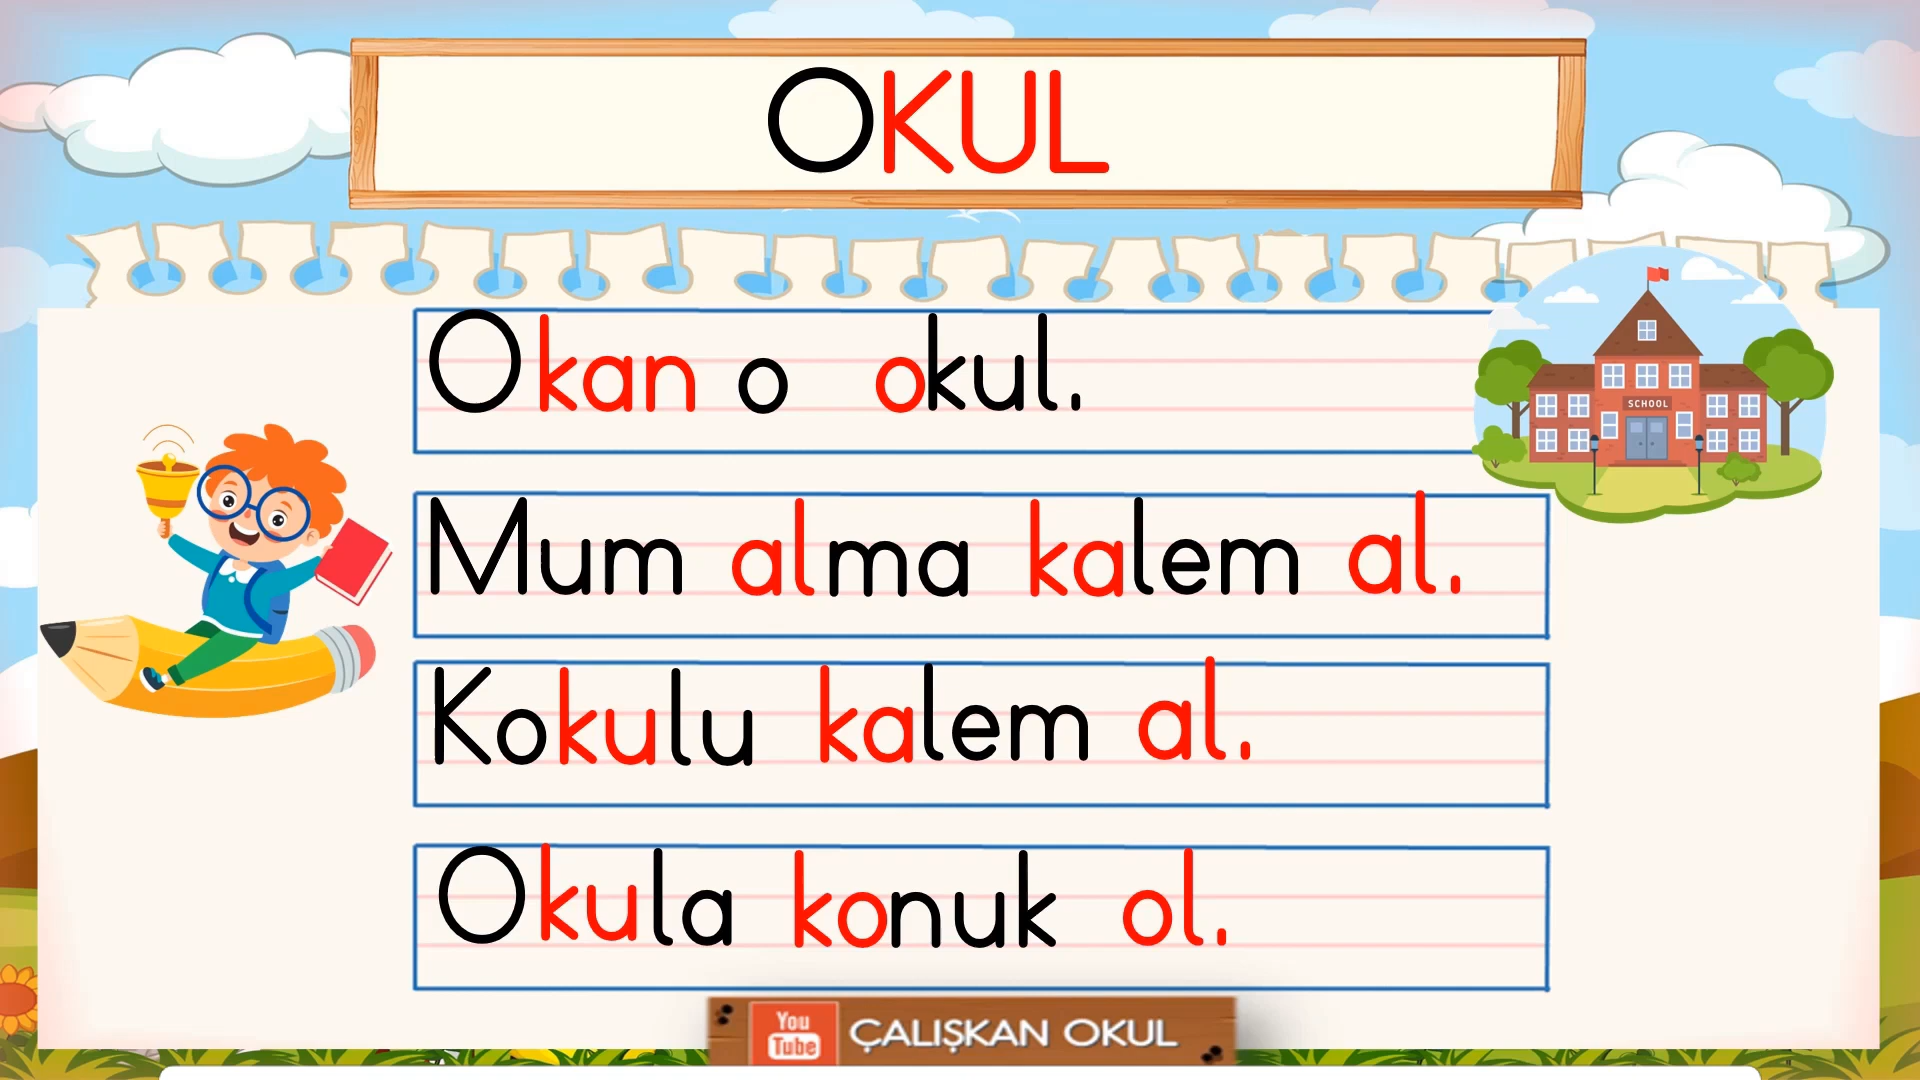 OKUL
Okan o okul.
SCHOOL
Mum alma kalem al.
Kokulu kalem al.
Okula konuk ol.
You Tube ÇALIŞKAN OKUL